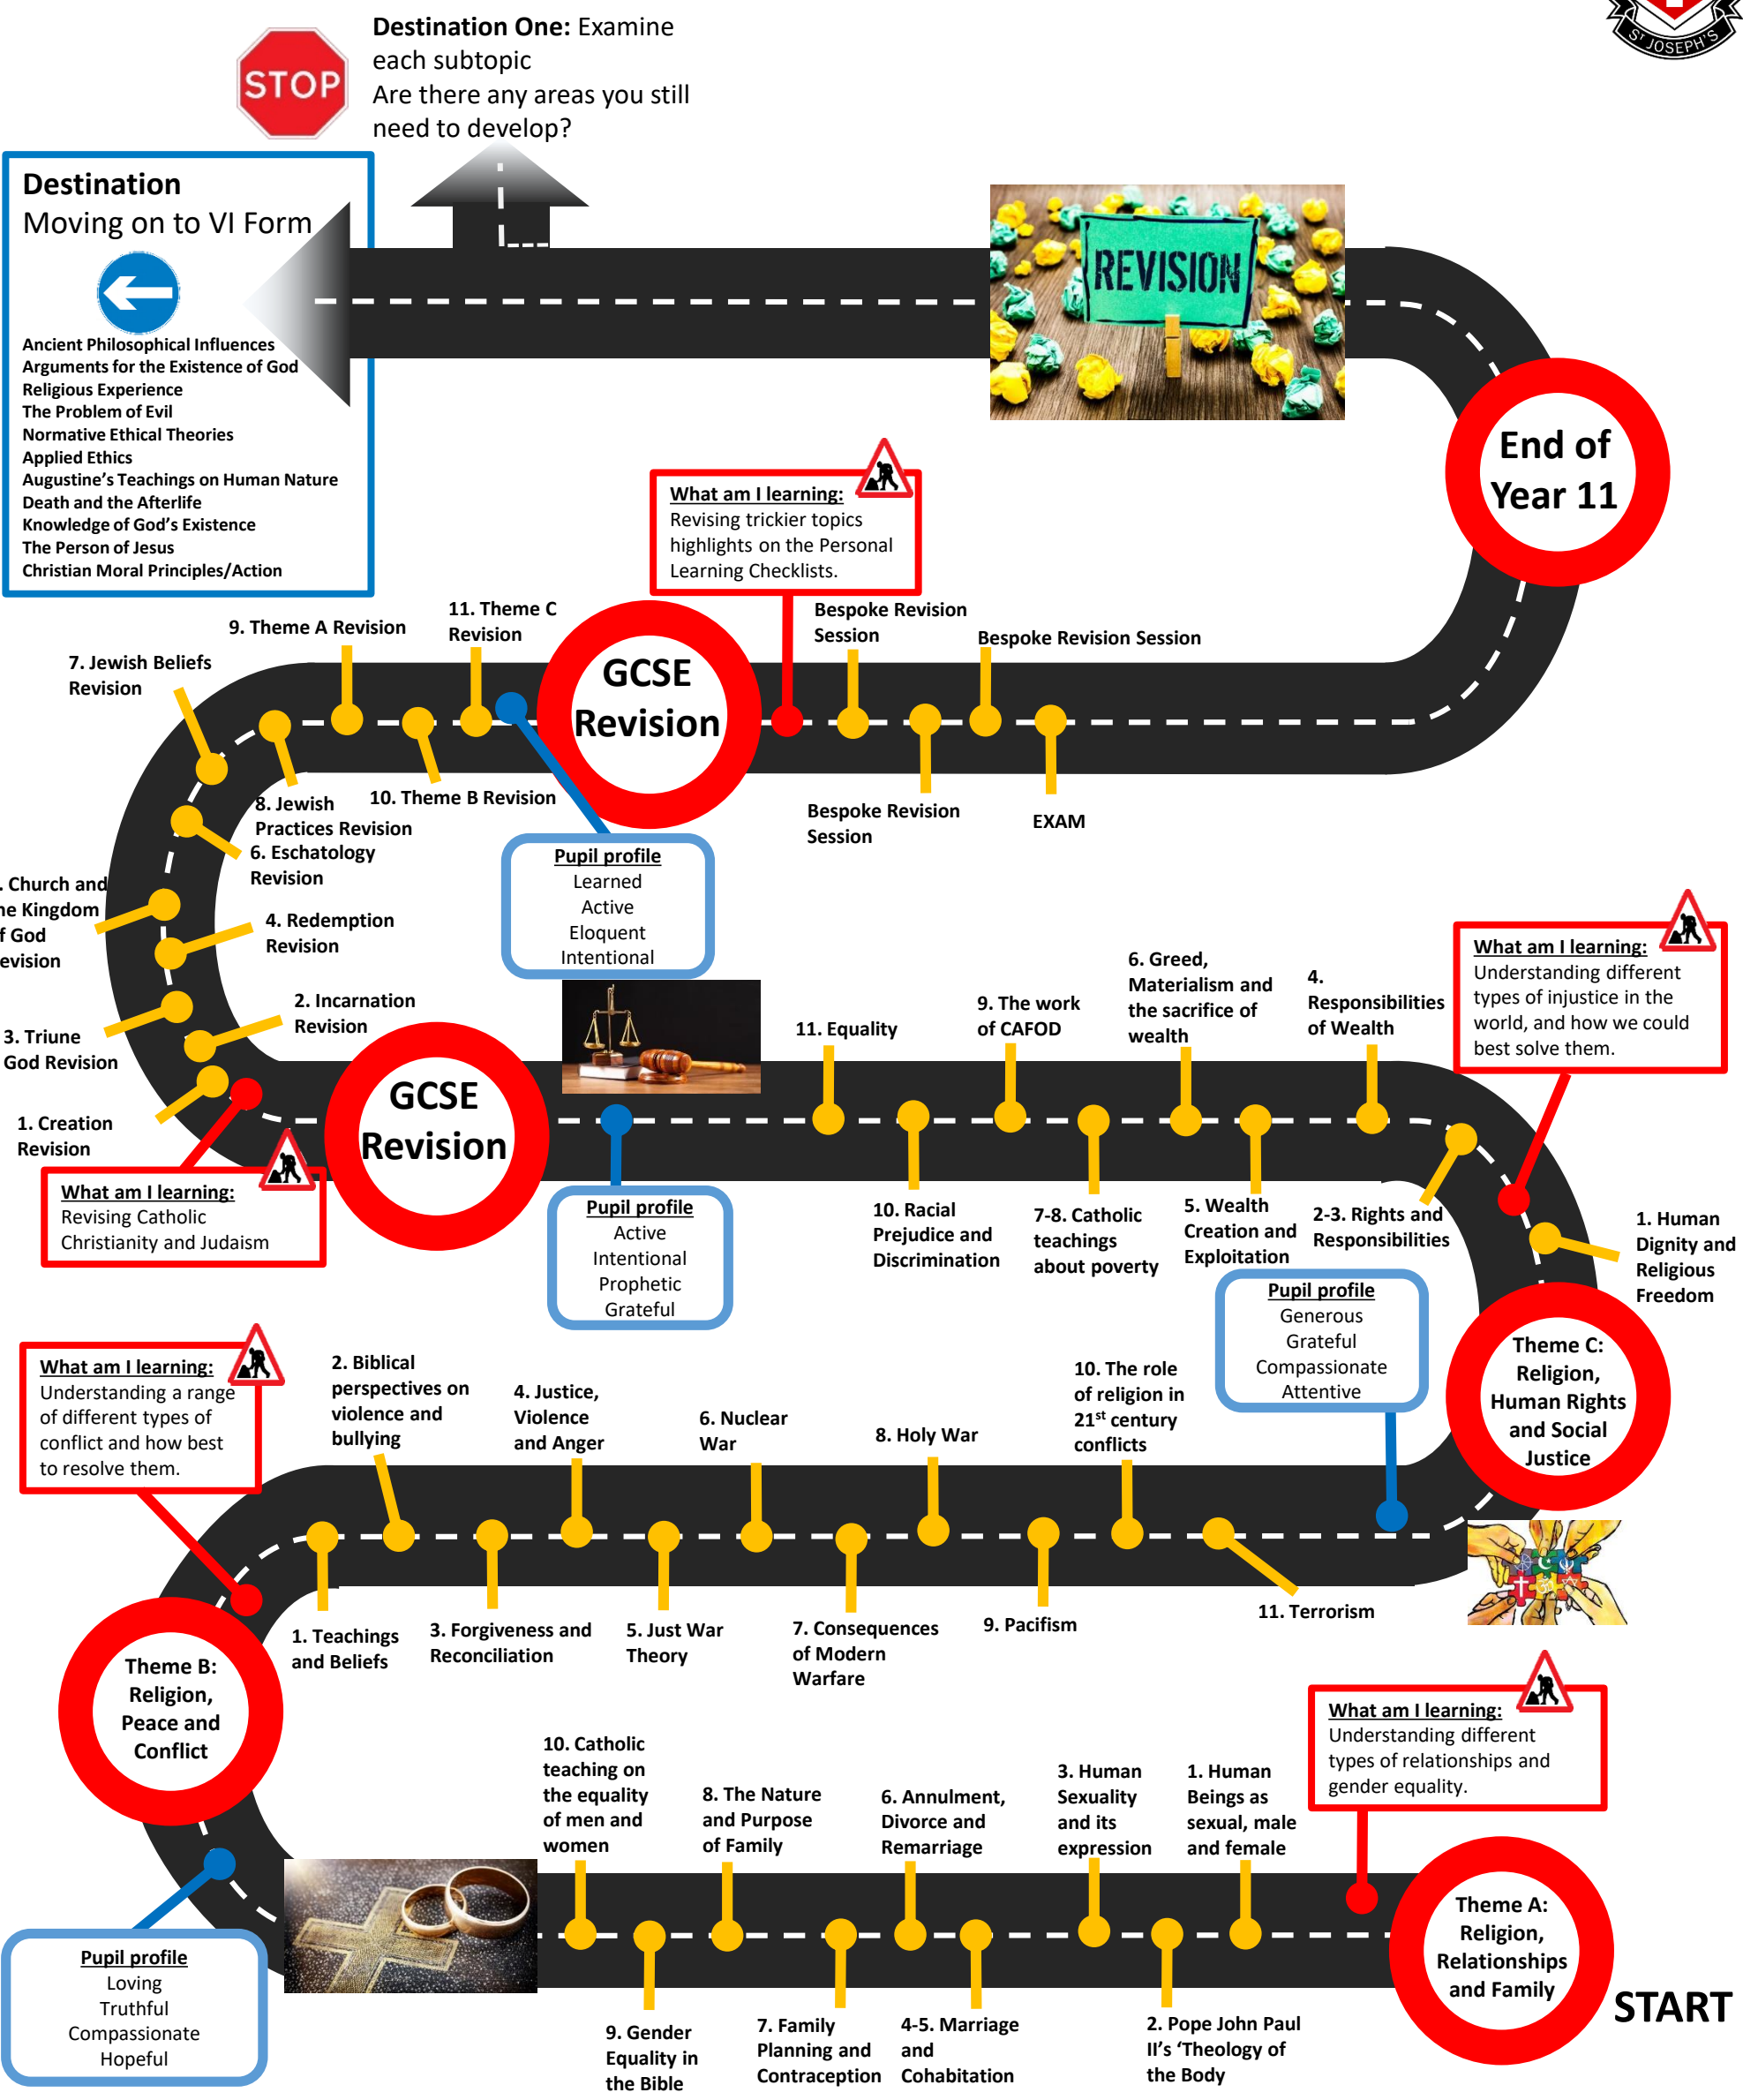 ST JOSEPH'S
STOP
Destination One: Examine
each subtopic
Are there any areas you still
need to develop?
Destination
Moving on to VI Form
Ancient Philosophical Influences
Arguments for the Existence of God
Religious Experience
The Problem of Evil
Normative Ethical Theories
Applied Ethics
Augustine's Teachings on Human Nature
Death and the Afterlife
Knowledge of God's Existence
The Person of Jesus
Christian Moral Principles/Action
REVISION
End of
Year 11
What am I learning:
Revising trickier topics
highlights on the Personal
Learning Checklists.
9. Theme A Revision
11. Theme C
Revision
7. Jewish Beliefs
Revision
GCSE
Revision
Bespoke Revision
Session
Bespoke Revision Session
8. Jewish
Practices Revision
10. Theme B Revision
Bespoke Revision
Session
EXAM
6. Eschatology
Revision
Pupil profile
Learned
Active
Eloquent
Intentional
. Church and
he Kingdom
f God
evision
4. Redemption
Revision
2. Incarnation
Revision
3. Triune
God Revision
1. Creation
Revision
What am I learning:
Revising Catholic
Christianity and Judaism
GCSE
Revision
Pupil profile
Active
Intentional
Prophetic
Grateful
11. Equality
9. The work
of CAFOD
6. Greed,
Materialism and
the sacrifice of
wealth
4.
Responsibilities
of Wealth
What am I learning:
Understanding different
types of injustice in the
world, and how we could
best solve them.
10. Racial
Prejudice and
Discrimination
7-8. Catholic
teachings
about poverty
5. Wealth
Creation and
Exploitation
2-3. Rights and
Responsibilities
1. Human
Dignity and
Religious
Freedom
Pupil profile
Generous
Grateful
Compassionate
Attentive
Theme C:
Religion,
Human Rights
and Social
Justice
What am I learning:
Understanding a range
of different types of
conflict and how best
to resolve them.
2. Biblical
perspectives on
violence and
bullying
4. Justice,
Violence
and Anger
6. Nuclear
War
8. Holy War
10. The role
of religion in
21st century
conflicts
1. Teachings
and Beliefs
3. Forgiveness and
Reconciliation
5. Just War
Theory
7. Consequences
of Modern
Warfare
9. Pacifism
11. Terrorism
Theme B:
Religion,
Peace and
Conflict
What am I learning:
Understanding different
types of relationships and
gender equality.
10. Catholic
teaching on
the equality
of men and
women
8. The Nature
and Purpose
of Family
6. Annulment,
Divorce and
Remarriage
3. Human
Sexuality
and its
expression
1. Human
Beings as
sexual, male
and female
Theme A:
Religion,
Relationships
and Family
START
Pupil profile
Loving
Truthful
Compassionate
Hopeful
9. Gender
Equality in
the Bible
7. Family
Planning and
Contraception
4-5. Marriage
and
Cohabitation
2. Pope John Paul
II's ‘Theology of
the Body